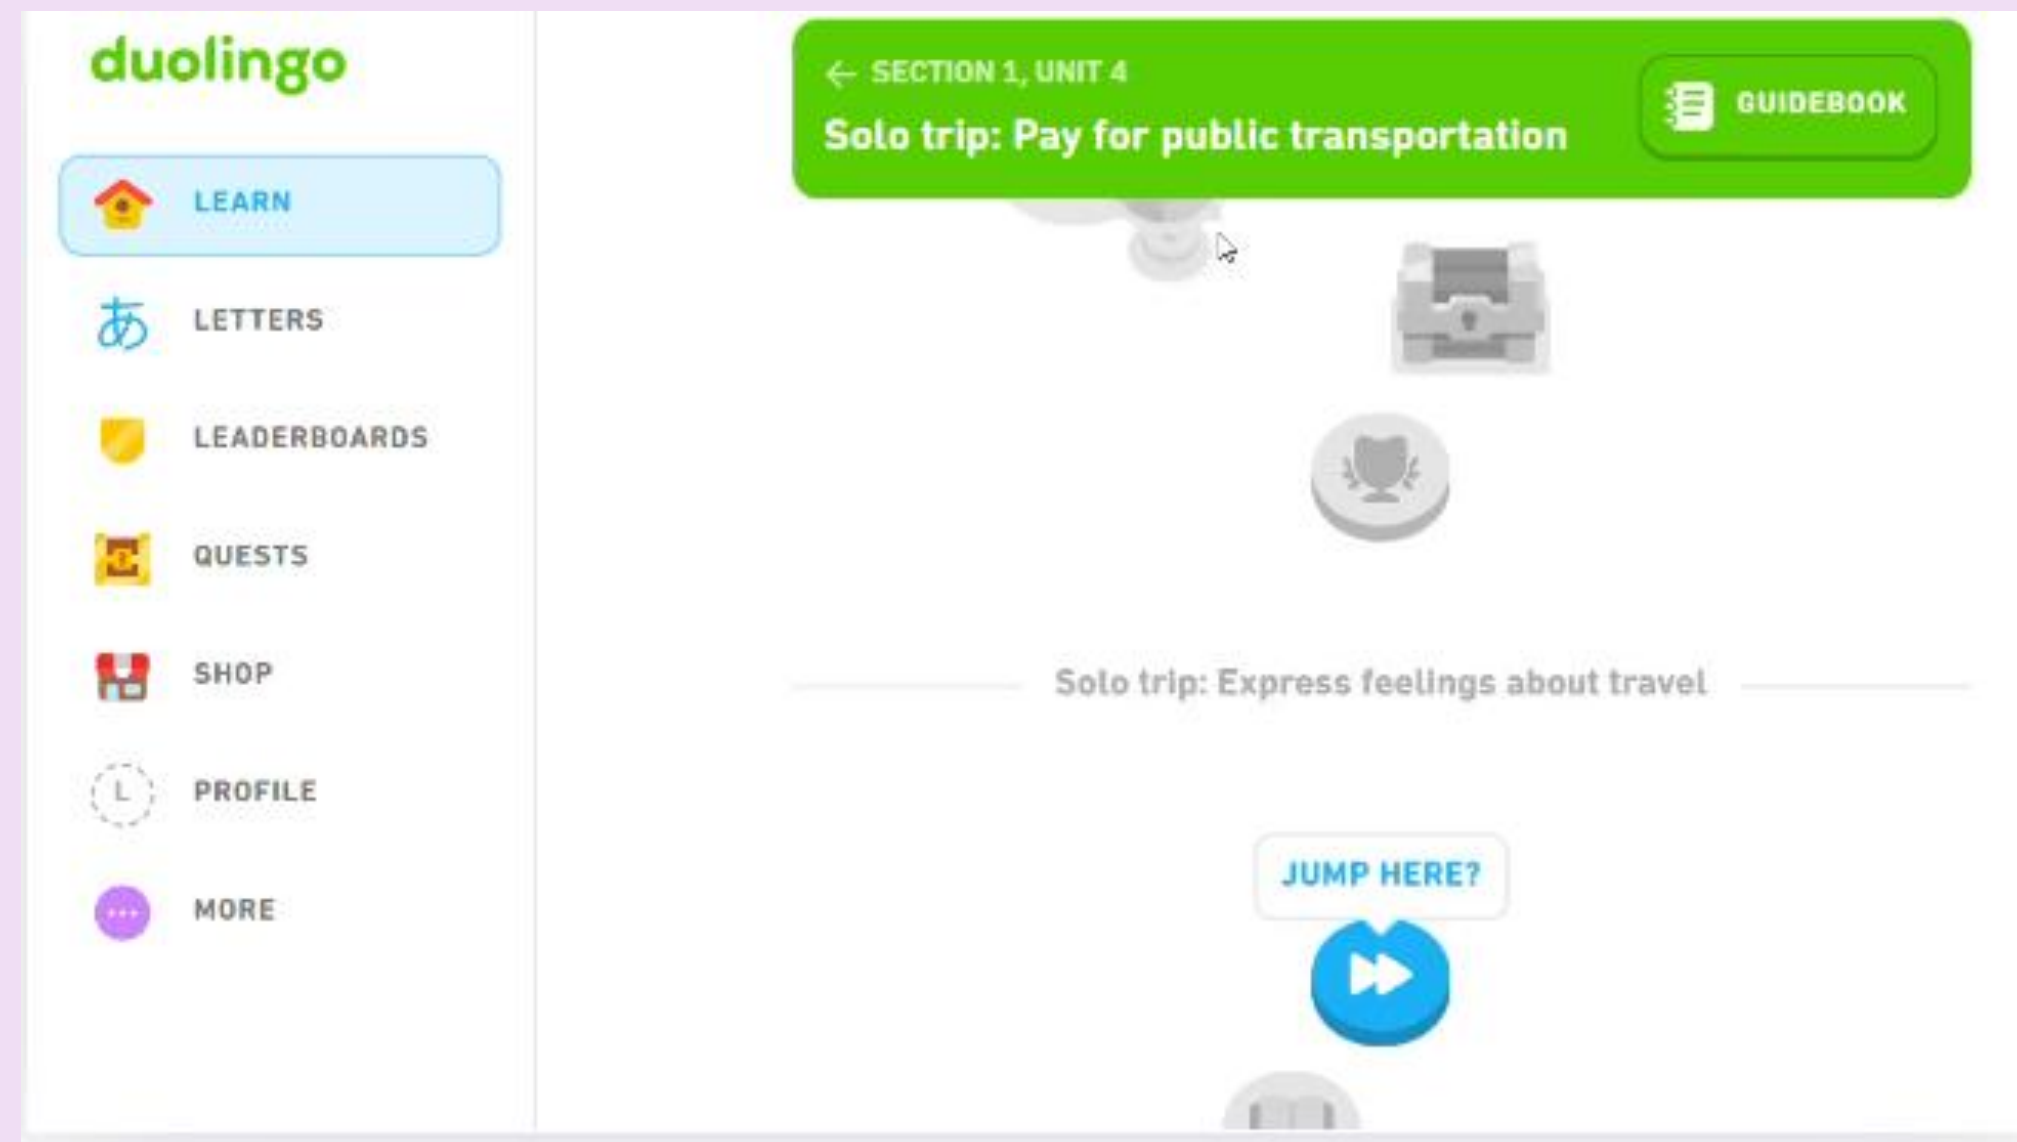 duolingo
LEARN
あ LETTERS
LEADERBOARDS
QUESTS
SHOP
L PROFILE
MORE
← SECTION 1, UNIT 4
Solo trip: Pay for public transportation
GUIDEBOOK
Solo trip: Express feelings about travel
JUMP HERE?